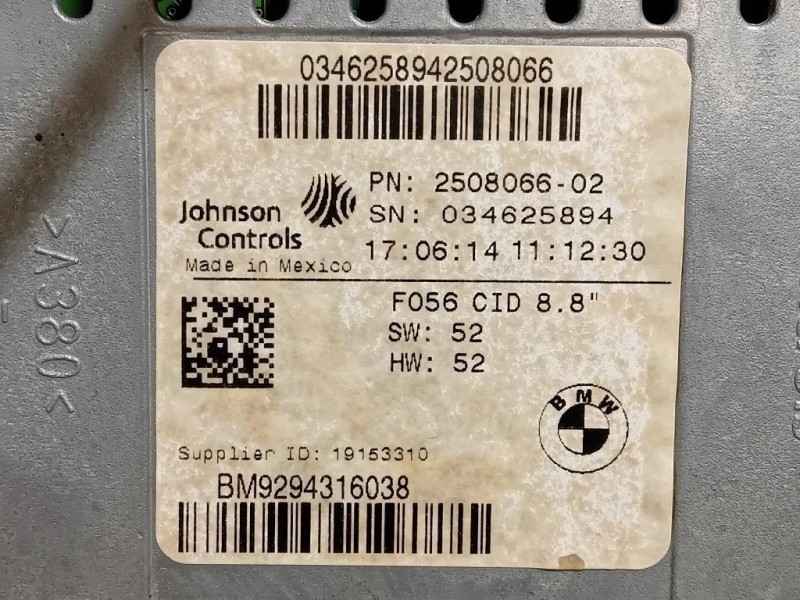 0346258942508066
Johnson
Controls
Made in Mexico
PN: 2508066-02
SN: 034625894
17:06:14 11:12:30
F056 CID 8.8"
SW: 52
HW: 52
BMW
Supplier ID: 19153310
BM9294316038
>A380<